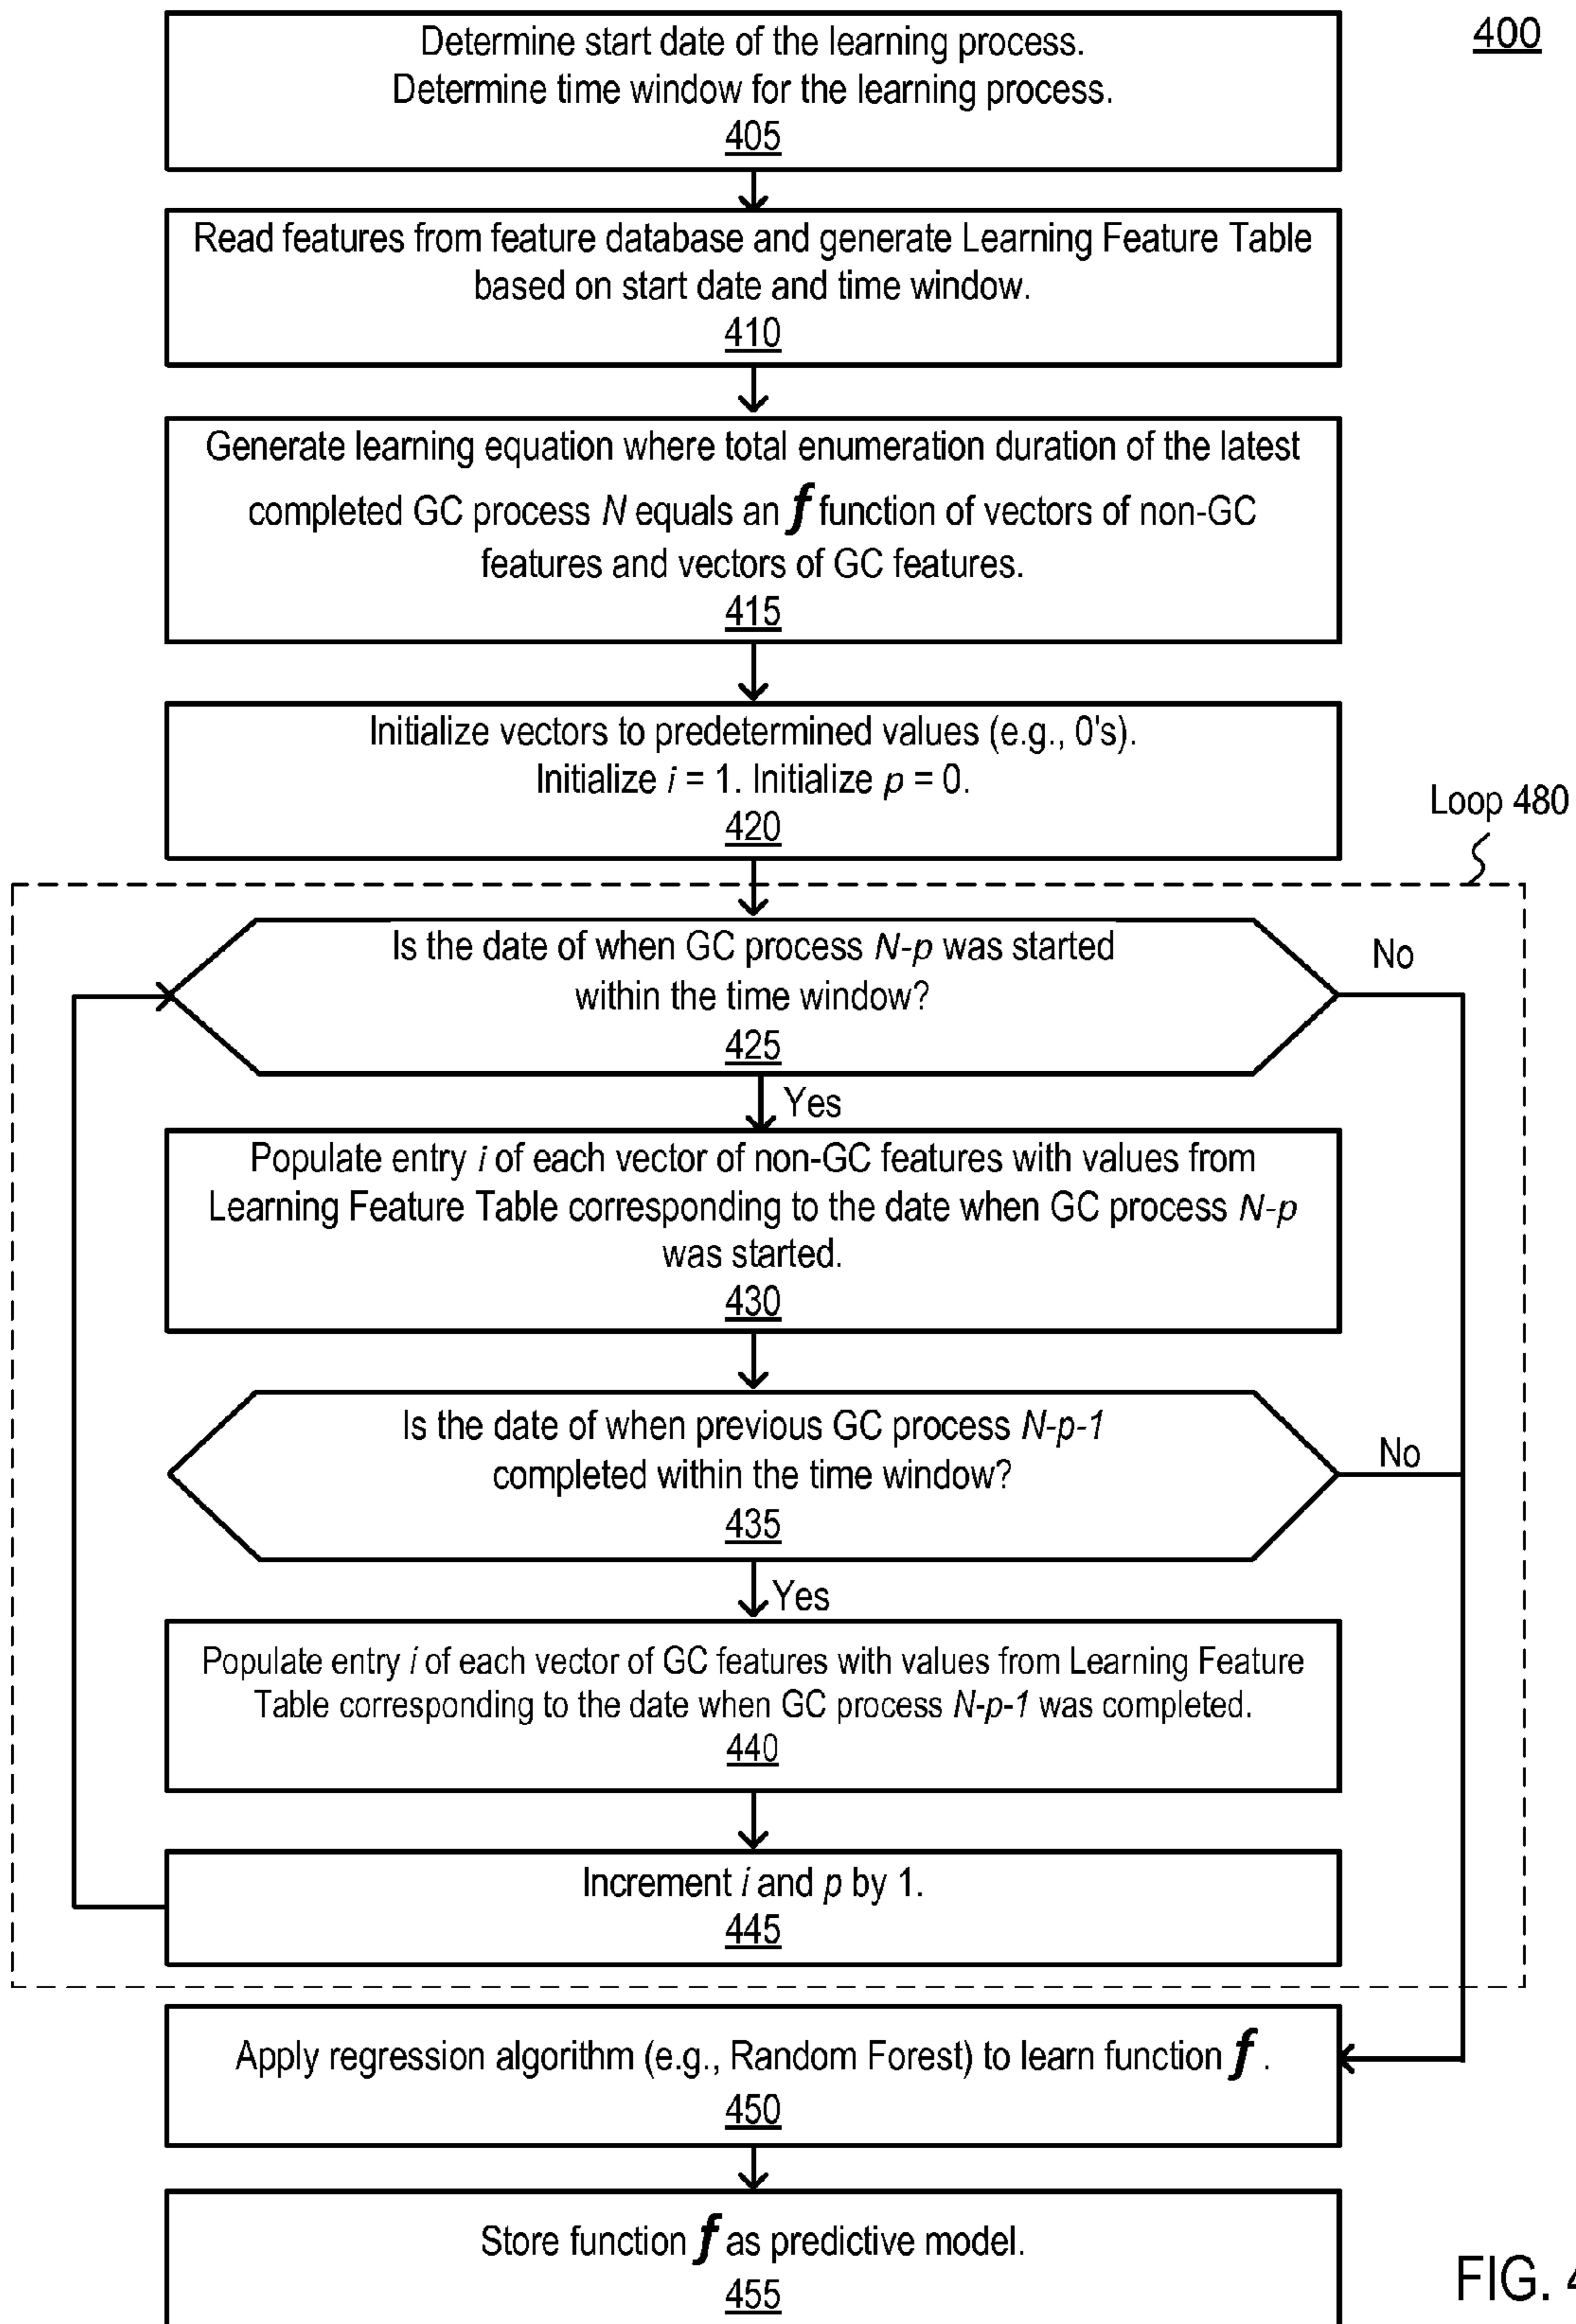 400
Determine start date of the learning process.
Determine time window for the learning process.
405
Read features from feature database and generate Learning Feature Table
based on start date and time window.
410
Generate learning equation where total enumeration duration of the latest
completed GC process N equals an f function of vectors of non-GC
features and vectors of GC features.
415
Initialize vectors to predetermined values (e.g., 0's).
Initialize i = 1. Initialize p = 0.
420
Loop 480
Is the date of when GC process N-p was started
within the time window?
425
No
Yes
Populate entry i of each vector of non-GC features with values from
Learning Feature Table corresponding to the date when GC process N-p
was started.
430
Is the date of when previous GC process N-p-1
completed within the time window?
435
No
Yes
Populate entry i of each vector of GC features with values from Learning Feature
Table corresponding to the date when GC process N-p-1 was completed.
440
Increment i and p by 1.
445
Apply regression algorithm (e.g., Random Forest) to learn function f .
450
Store function f as predictive model.
455
FIG. 4